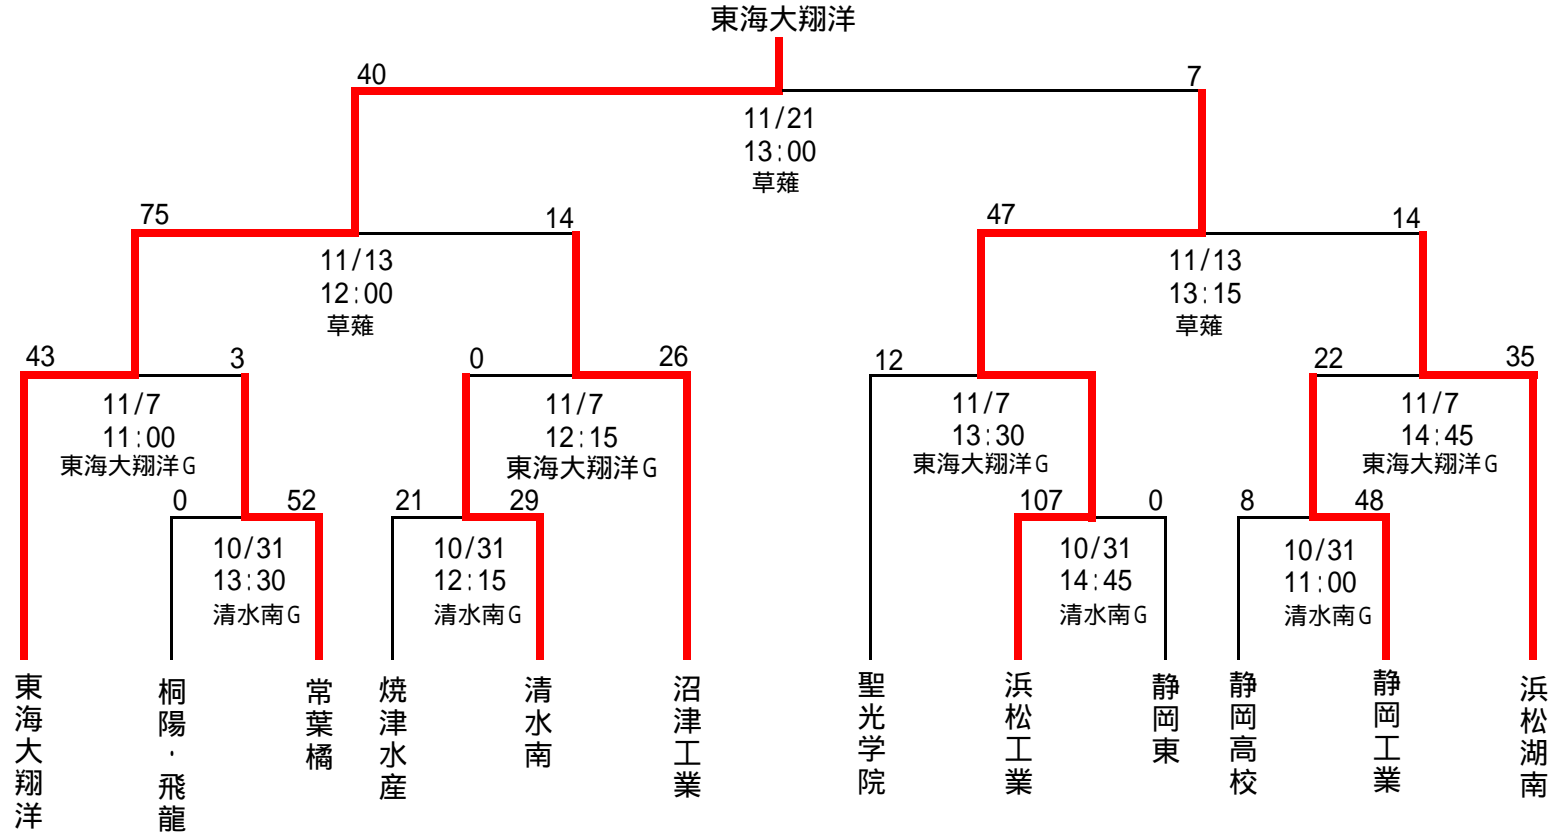 東海大翔洋
40
7
11/21
13:00
草薙
75
14
47
14
11/13
12:00
草薙
11/13
13:15
草薙
43
3
0
26
12
22
35
11/7
11:00
東海大翔洋G
11/7
12:15
東海大翔洋G
11/7
13:30
東海大翔洋G
11/7
14:45
東海大翔洋G
0
52
21
29
107
0
8
48
10/31
13:30
清水南G
10/31
12:15
清水南G
10/31
14:45
清水南G
10/31
11:00
清水南G
東海大翔洋
桐陽・飛龍
常葉橘
焼津水産
清水南
沼津工業
聖光学院
浜松工業
静岡東
静岡高校
静岡工業
浜松湖南